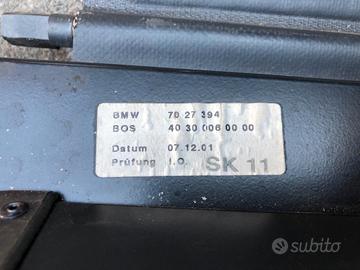 BMW 70 27 394
BOS 40 30 006 00 00
Datum 07.12.01
Prüfung I.O. SK 11
subito